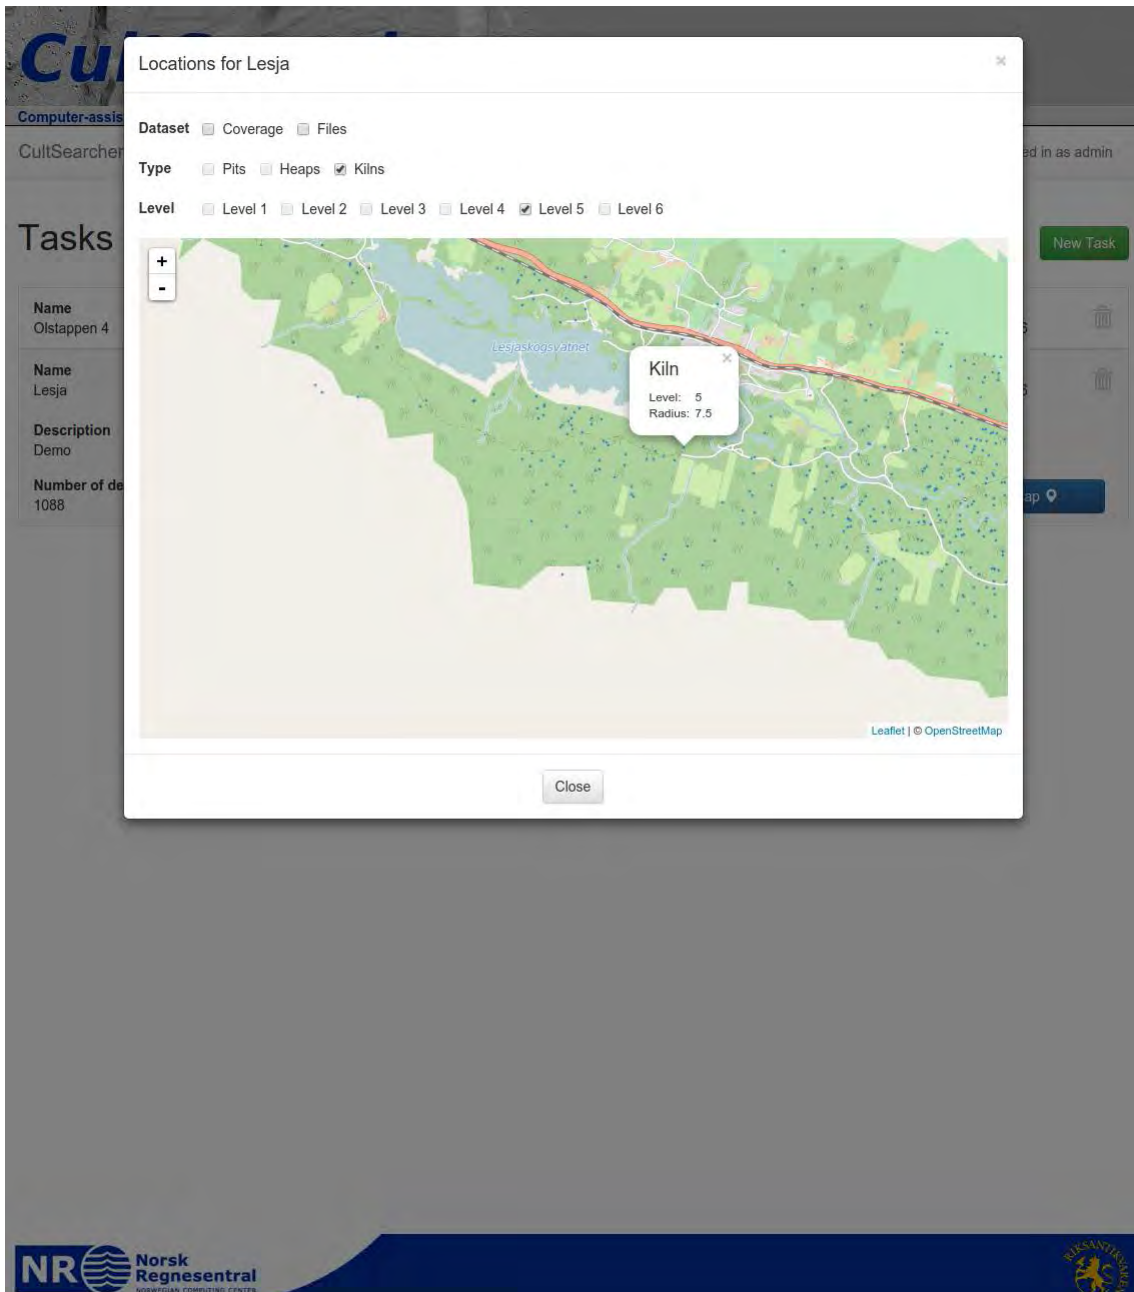 Locations for Lesja ×
Computer-assis
Dataset Coverage Files
CultSearcher ed in as admin
Type Pits Heaps Kilns
Level Level 1 Level 2 Level 3 Level 4 Level 5 Level 6
Tasks
New Task
+
-
Name
Olstappen 4
Name
Lesja
Description
Demo
Number of de
1088
ap
Lesjaskogsvatnet
Kiln ×
Level: 5
Radius: 7.5
Leaflet | © OpenStreetMap
Close
NR Norsk
Regnesentral
NORWEGIAN COMPUTING CENTER